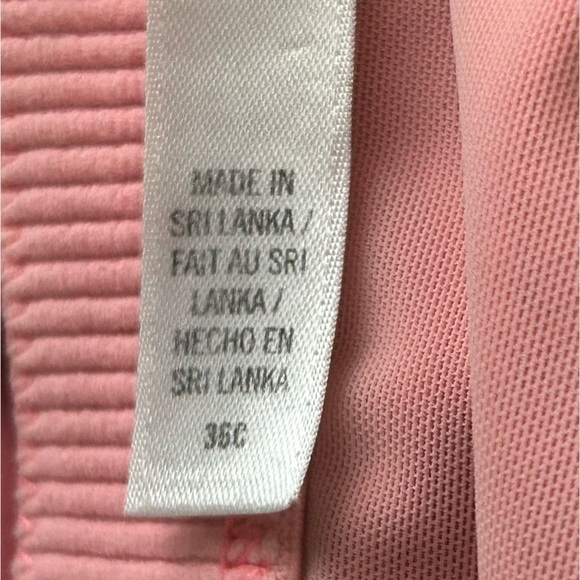 MADE IN
SRI LANKA /
FAIT AU SRI
LANKA /
HECHO EN
SRI LANKA
36C